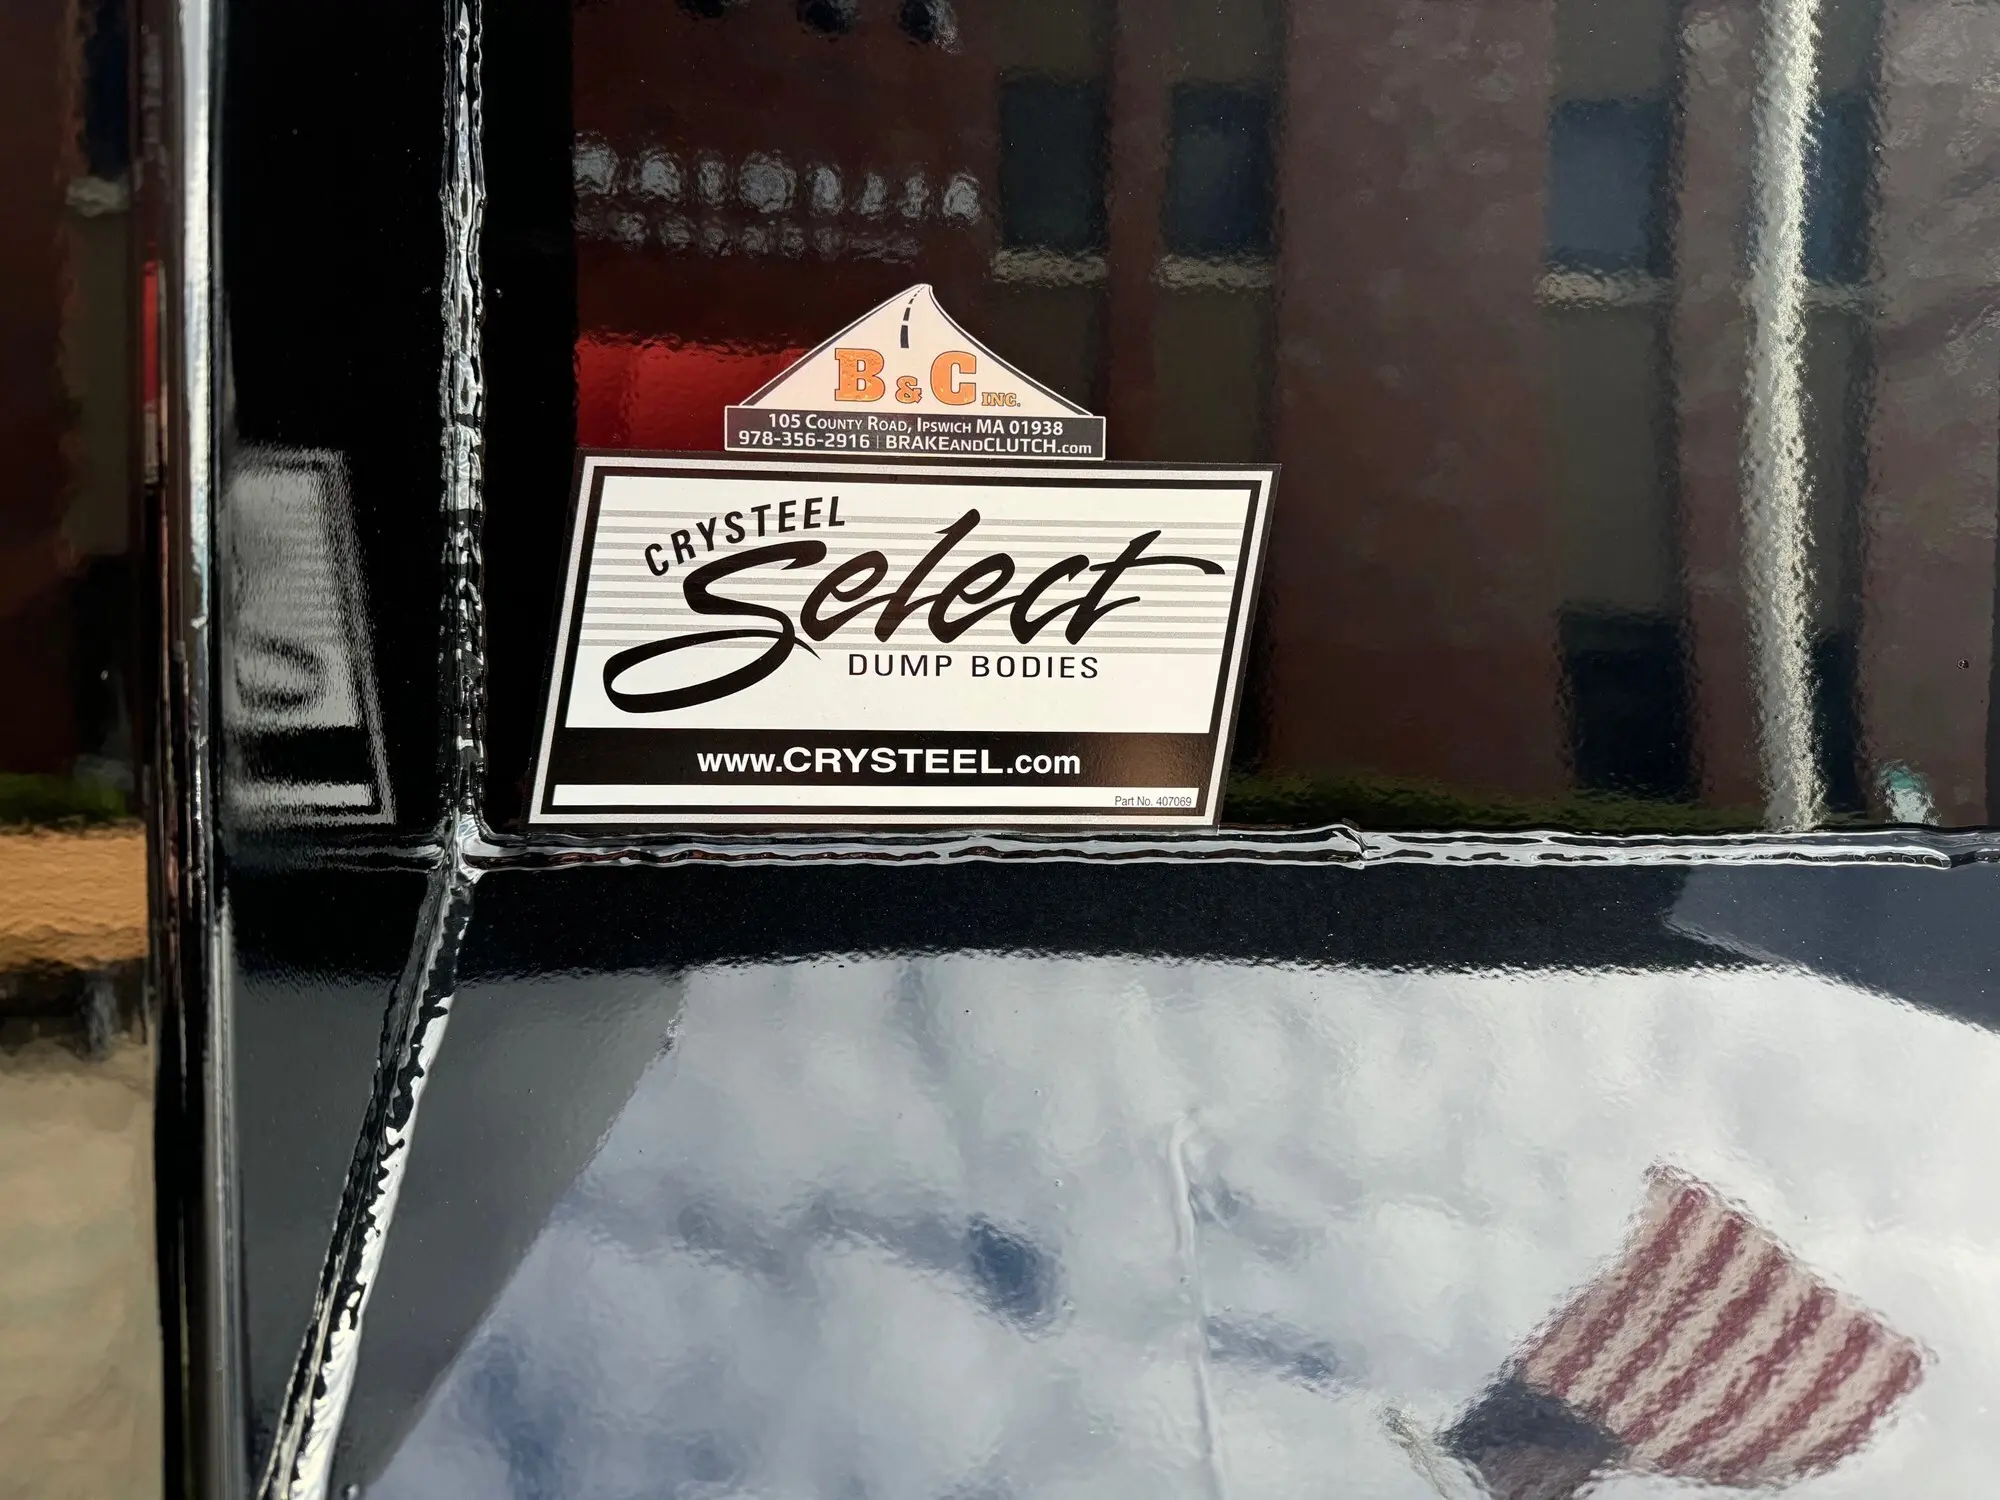 B & C INC.
105 COUNTY ROAD, IPSWICH MA 01938
978-356-2916 | BRAKEANDCLUTCH.com
CRYSTEEL
Select
DUMP BODIES
www.CRYSTEEL.com
Part No. 407069